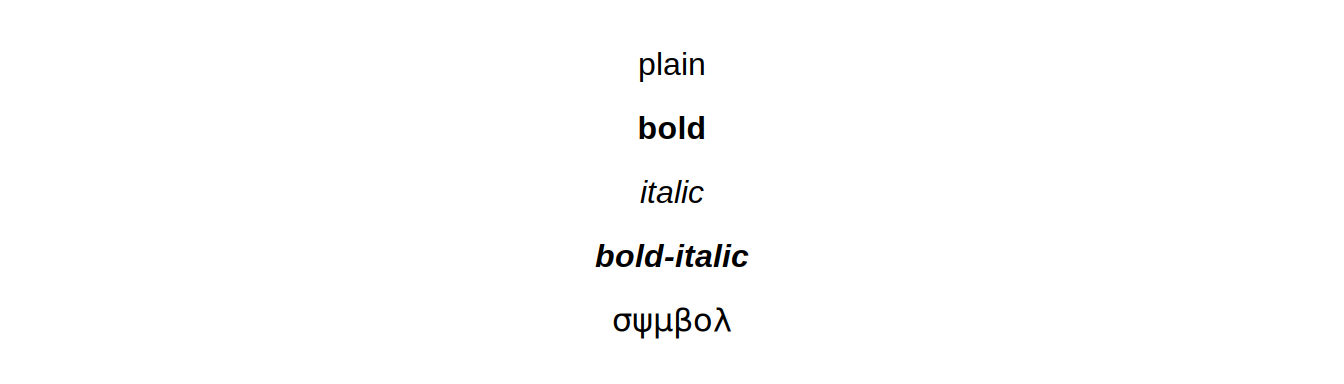 plain
bold
italic
bold-italic
σψμβολ